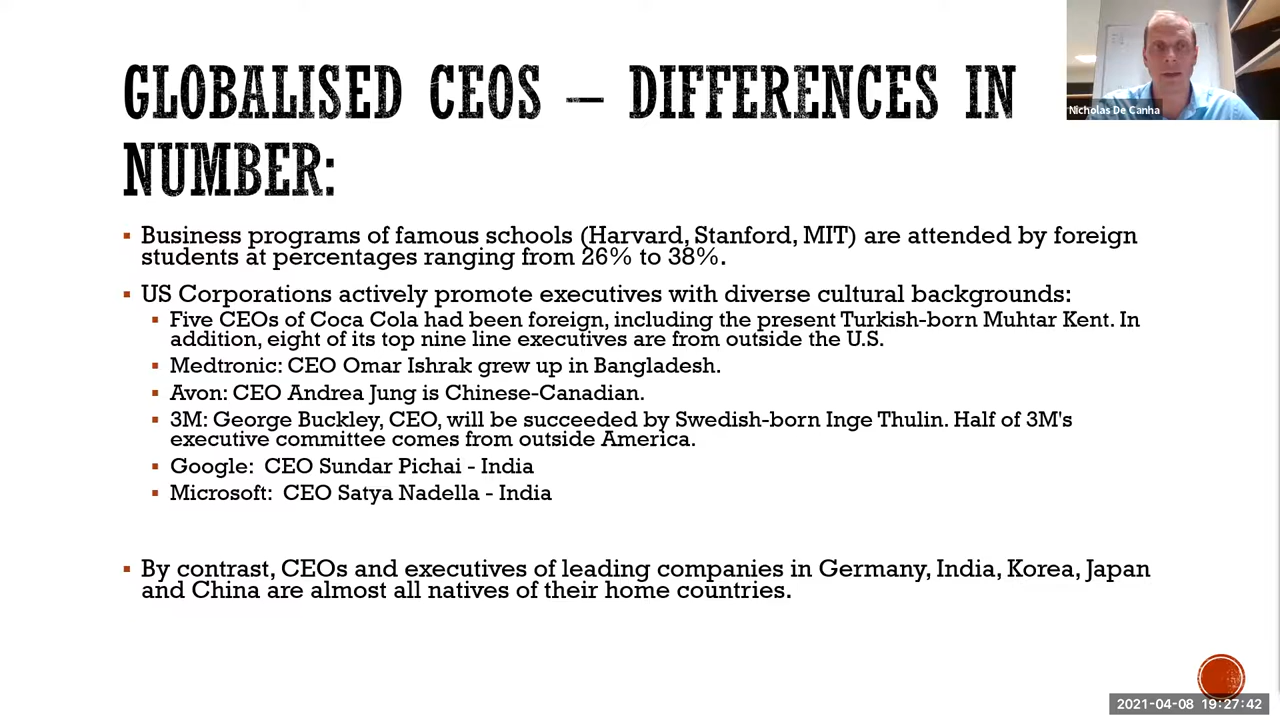 GLOBALISED CEOS – DIFFERENCES IN
NUMBER:
Nicholas De Canha
▪ Business programs of famous schools (Harvard, Stanford, MIT) are attended by foreign
students at percentages ranging from 26% to 38%.
▪ US Corporations actively promote executives with diverse cultural backgrounds:
▪ Five CEOs of Coca Cola had been foreign, including the present Turkish-born Muhtar Kent. In
addition, eight of its top nine line executives are from outside the U.S.
▪ Medtronic: CEO Omar Ishrak grew up in Bangladesh.
▪ Avon: CEO Andrea Jung is Chinese-Canadian.
▪ 3M: George Buckley, CEO, will be succeeded by Swedish-born Inge Thulin. Half of 3M's
executive committee comes from outside America.
▪ Google: CEO Sundar Pichai - India
▪ Microsoft: CEO Satya Nadella - India
▪ By contrast, CEOs and executives of leading companies in Germany, India, Korea, Japan
and China are almost all natives of their home countries.
2021-04-08 19:27:42